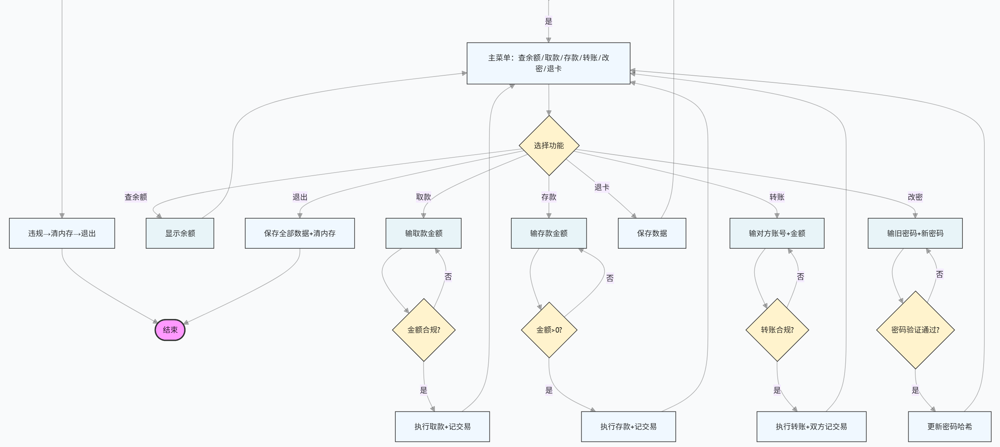 是
主菜单：查余额/取款/存款/转账/改
密/退卡
选择功能
退卡
查余额
退出
取款
存款
转账
改密
违规→清内存→退出
显示余额
保存全部数据+清内存
输取款金额
输存款金额
保存数据
输对方账号+金额
输旧密码+新密码
否
否
否
否
结束
金额合规?
金额>0?
转账合规?
密码验证通过?
是
是
是
是
执行取款+记交易
执行存款+记交易
执行转账+双方记交易
更新密码哈希